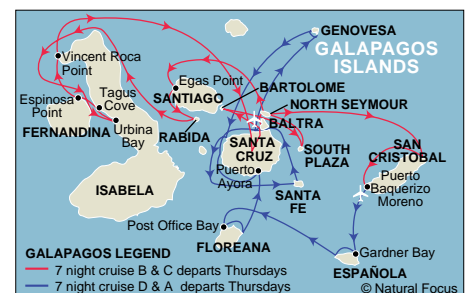 GENOVESA
GALAPAGOS
ISLANDS
Vincent Roca
Point
Egas Point
BARTOLOME
Espinosa
Point
Tagus
Cove
SANTIAGO
NORTH SEYMOUR
FERNANDINA
BALTRA
Urbina
Bay
RABIDA
SANTA
CRUZ
SOUTH
PLAZA
SAN
CRISTOBAL
ISABELA
Puerto
Ayora
SANTA
FE
Puerto
Baquerizo
Moreno
Post Office Bay
FLOREANA
Gardner Bay
ESPAÑOLA
GALAPAGOS LEGEND
7 night cruise B & C departs Thursdays
7 night cruise D & A departs Thursdays
© Natural Focus